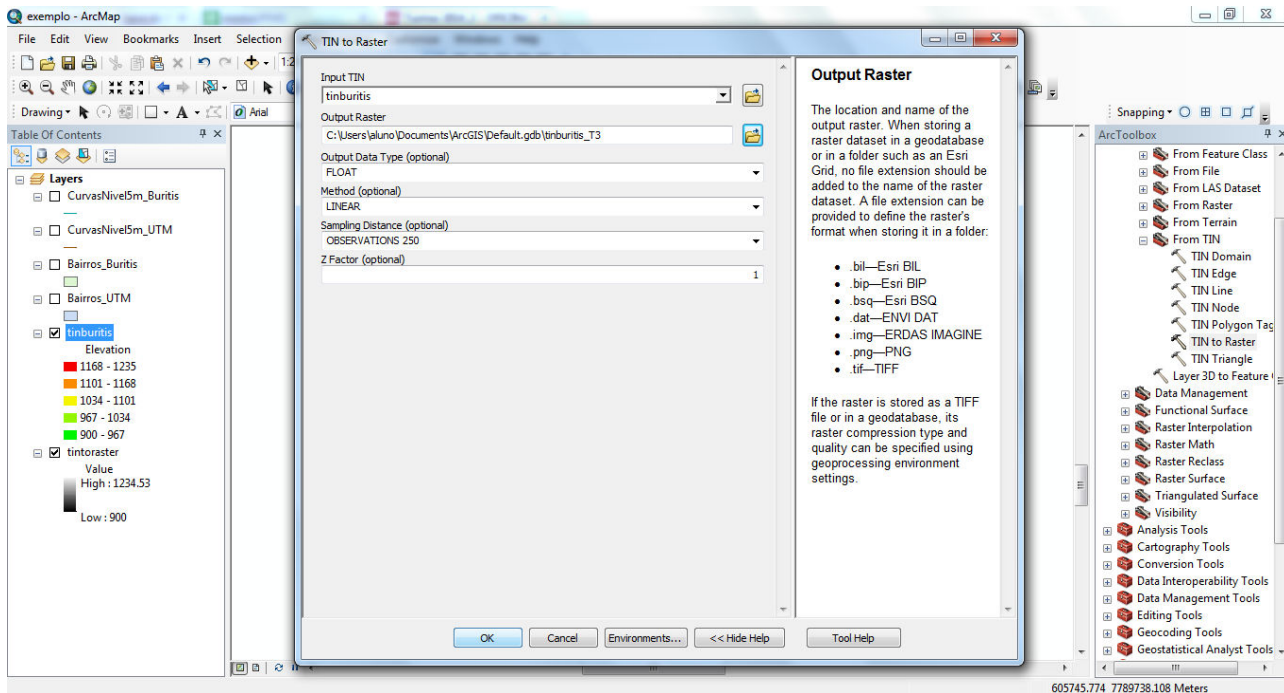 exemplo - ArcMap
File Edit View Bookmarks Insert Selection
Windows Help
Drawing A Arial
Snapping
Table Of Contents
Layers
CurvasNivel5m_Buritis
CurvasNivel5m_UTM
Bairros_Buritis
Bairros_UTM
tinburitis
Elevation
1168 - 1235
1101 - 1168
1034 - 1101
967 - 1034
900 - 967
tintoraster
Value
High : 1234.53
Low : 900
TIN to Raster
Input TIN
tinburitis
Output Raster
C:\Users\aluno\Documents\ArcGIS\Default.gdb\tinburitis_T3
Output Data Type (optional)
FLOAT
Method (optional)
LINEAR
Sampling Distance (optional)
OBSERVATIONS 250
Z Factor (optional)
1
OK Cancel Environments... << Hide Help Tool Help
Output Raster
The location and name of the
output raster. When storing a
raster dataset in a geodatabase
or in a folder such as an Esri
Grid, no file extension should be
added to the name of the raster
dataset. A file extension can be
provided to define the raster's
format when storing it in a folder:
• .bil—Esri BIL
• .bip—Esri BIP
• .bsq—Esri BSQ
• .dat—ENVI DAT
• .img—ERDAS IMAGINE
• .png—PNG
• .tif—TIFF
If the raster is stored as a TIFF
file or in a geodatabase, its
raster compression type and
quality can be specified using
geoprocessing environment
settings.
ArcToolbox
From Feature Class
From File
From LAS Dataset
From Raster
From Terrain
From TIN
TIN Domain
TIN Edge
TIN Line
TIN Node
TIN Polygon Tag
TIN to Raster
TIN Triangle
Layer 3D to Feature
Data Management
Functional Surface
Raster Interpolation
Raster Math
Raster Reclass
Raster Surface
Triangulated Surface
Visibility
Analysis Tools
Cartography Tools
Conversion Tools
Data Interoperability Tools
Data Management Tools
Editing Tools
Geocoding Tools
Geostatistical Analyst Tools
605745.774 7789738.108 Meters